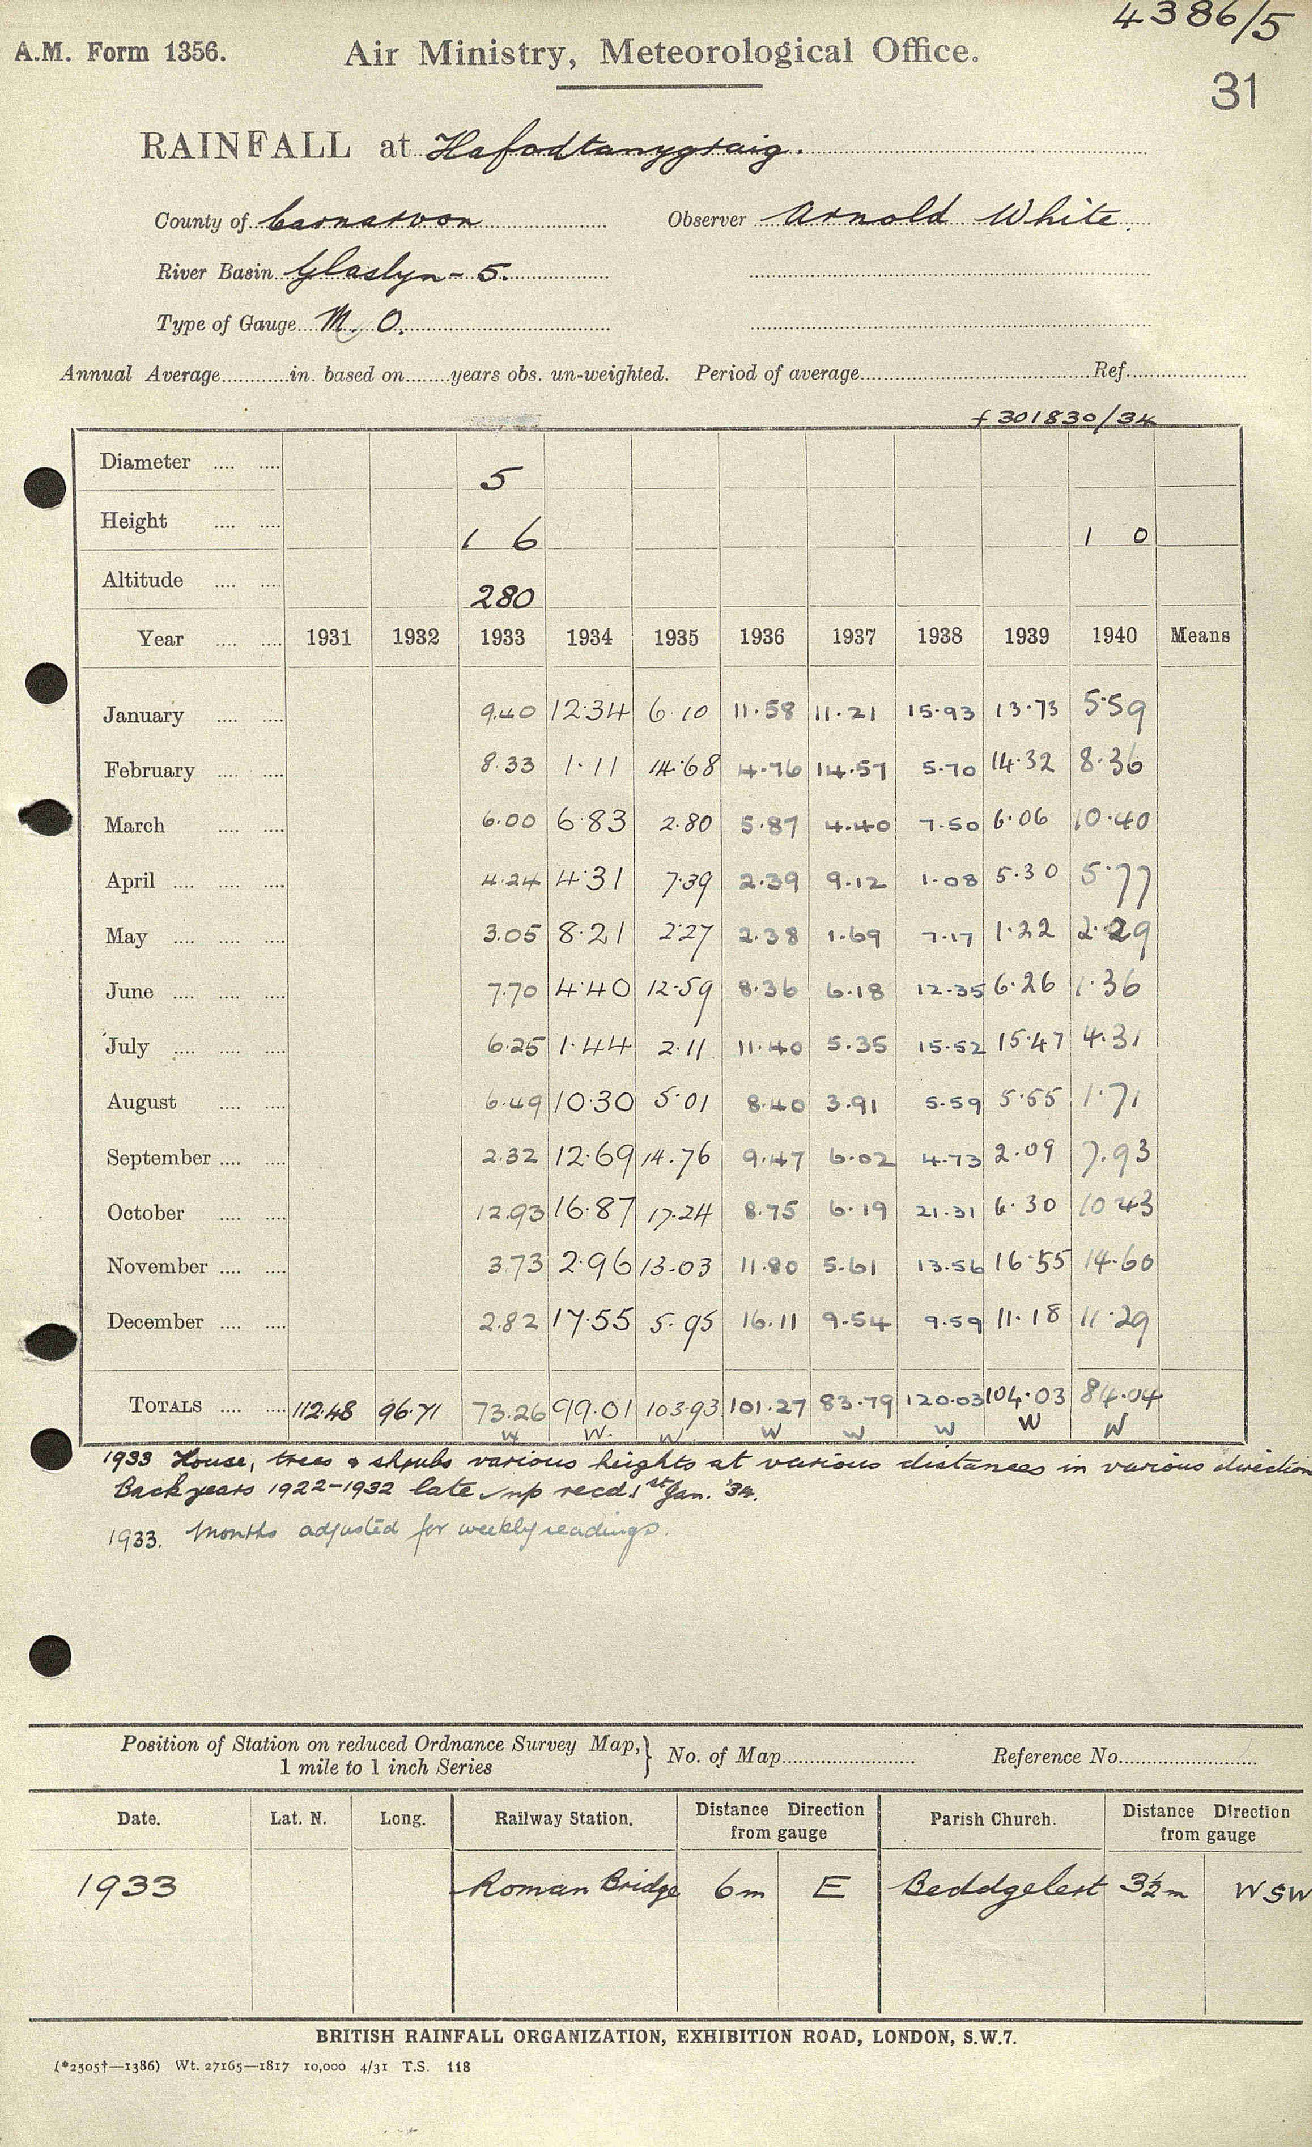 4386/5
A.M. Form 1356. Air Ministry, Meteorological Office.
31
RAINFALL at Hafodtanygraig.
County of Carnarvon Observer Arnold White.
River Basin Glaslyn - 5.
Type of Gauge M. O.
Annual Average............in. based on........years obs. un-weighted. Period of average............ Ref............
f 301830/34
Diameter .... .... 5
Height .... .... 1 6 1 0
Altitude .... .... 280
Year .... .... 1931 1932 1933 1934 1935 1936 1937 1938 1939 1940 Means
January .... .... 9.40 12.34 6.10 11.58 11.21 15.93 13.73 5.59
February .... .... 8.33 1.11 14.68 4.76 14.57 5.70 14.32 8.36
March .... .... 6.00 6.83 2.80 5.87 4.40 7.50 6.06 10.40
April .... .... .... 4.24 4.31 7.39 2.39 9.12 1.08 5.30 5.77
May .... .... .... 3.05 8.21 2.27 2.38 1.69 7.17 1.22 2.29
June .... .... .... 7.70 4.40 12.59 8.36 6.18 12.35 6.26 1.36
July .... .... .... 6.25 1.44 2.11 11.40 5.35 15.52 15.47 4.31
August .... .... 6.49 10.30 5.01 8.40 3.91 5.59 5.55 1.71
September .... .... 2.32 12.69 14.76 9.47 6.02 4.73 2.09 7.93
October .... .... 12.93 16.87 17.24 8.75 6.19 21.31 6.30 10.43
November .... .... 3.73 2.96 13.03 11.80 5.61 13.56 16.55 14.60
December .... .... 2.82 17.55 5.95 16.11 9.54 9.59 11.18 11.29
TOTALS .... .... 112.48 96.71 73.26 99.01 103.93 101.27 83.79 120.03 104.03 84.04
W W. W W W W W W
1933 House, trees & shrubs various heights at various distances in various direction
Back years 1922-1932 late, np recd. 1st Jan. '34.
1933. Months adjusted for weekly readings.
Position of Station on reduced Ordnance Survey Map, 1 mile to 1 inch Series } No. of Map............ Reference No............
Date. Lat. N. Long. Railway Station. Distance Direction from gauge Parish Church. Distance Direction from gauge
1933 Roman Bridge 6m E Beddgelert 3½m WSW
BRITISH RAINFALL ORGANIZATION, EXHIBITION ROAD, LONDON, S.W.7.
(*2505†—1386) Wt. 27165—1817 10,000 4/31 T.S. 118